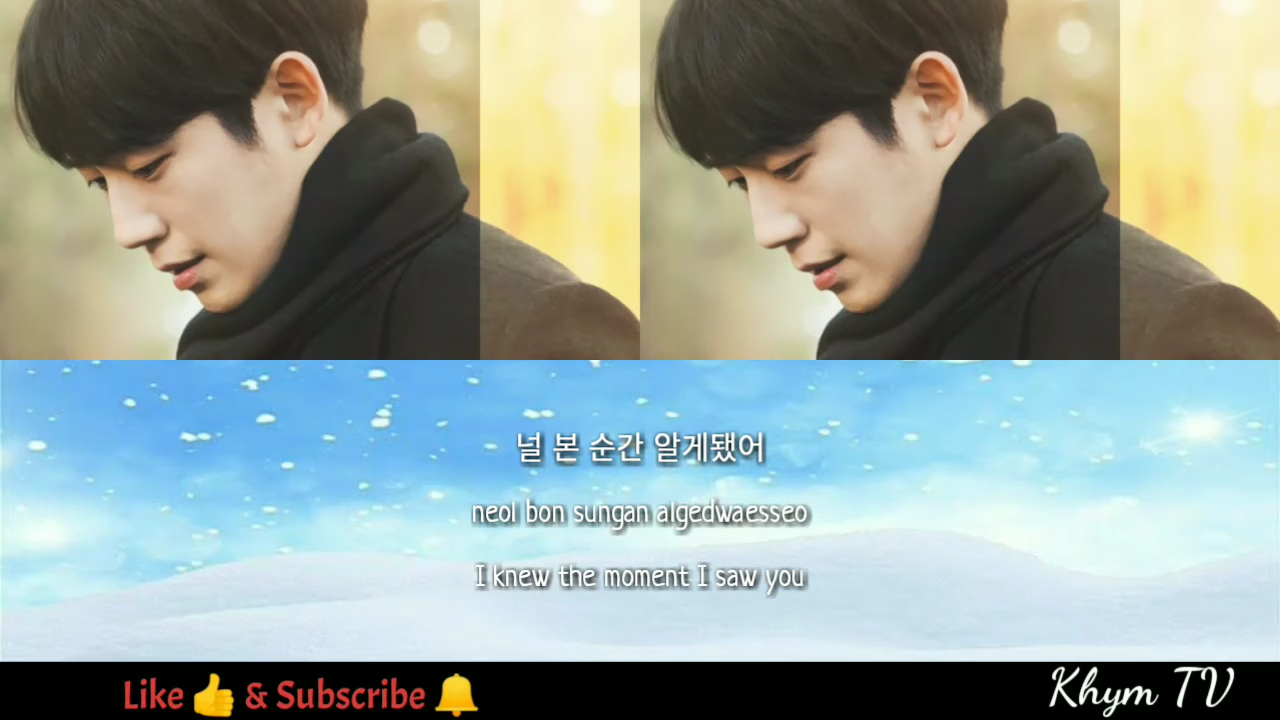 널 본 순간 알게됐어
neol bon sungan algedwaesseo
I knew the moment I saw you
Like 👍 & Subscribe 🔔
Khym TV